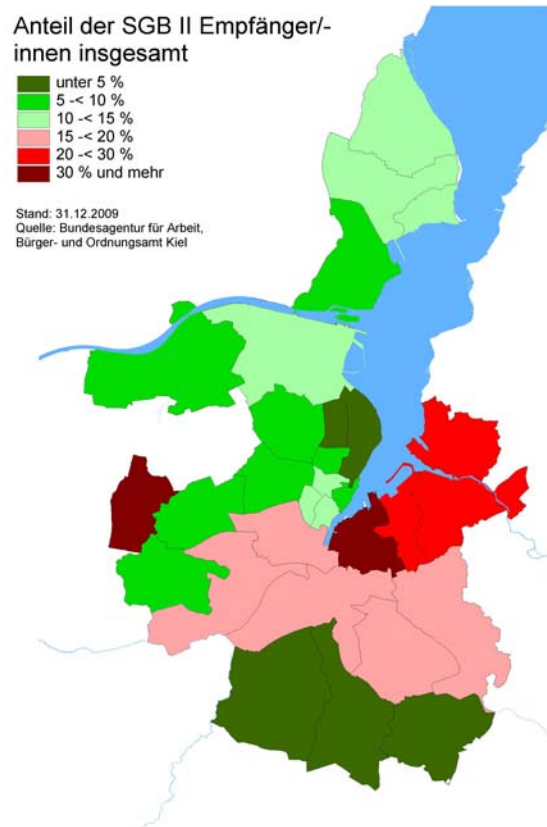 Anteil der SGB II Empfänger/-
innen insgesamt
unter 5 %
5 -< 10 %
10 -< 15 %
15 -< 20 %
20 -< 30 %
30 % und mehr
Stand: 31.12.2009
Quelle: Bundesagentur für Arbeit,
Bürger- und Ordnungsamt Kiel